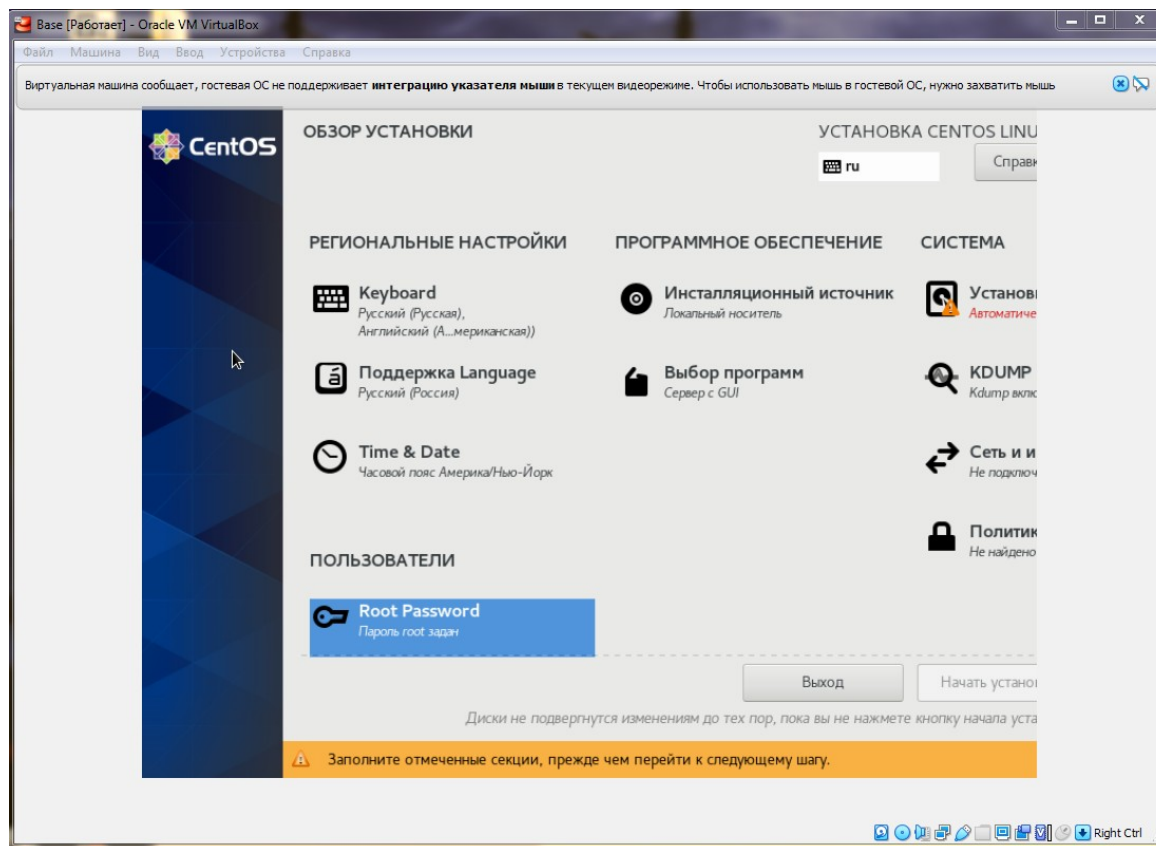 Base [Работает] - Oracle VM VirtualBox
Файл Машина Вид Ввод Устройства Справка
Виртуальная машина сообщает, гостевая ОС не поддерживает интеграцию указателя мыши в текущем видеорежиме. Чтобы использовать мышь в гостевой ОС, нужно захватить мышь
CentOS
ОБЗОР УСТАНОВКИ
УСТАНОВКА CENTOS LINU
ru
Справк
РЕГИОНАЛЬНЫЕ НАСТРОЙКИ
Keyboard
Русский (Русская),
Английский (А...мериканская))
Поддержка Language
Русский (Россия)
Time & Date
Часовой пояс Америка/Нью-Йорк
ПРОГРАММНОЕ ОБЕСПЕЧЕНИЕ
Инсталляционный источник
Локальный носитель
Выбор программ
Сервер с GUI
СИСТЕМА
Установ
Автоматиче
KDUMP
Kdump вклю
Сеть и и
Не подключ
Политик
Не найдено
ПОЛЬЗОВАТЕЛИ
Root Password
Пароль root задан
Выход
Начать устано
Диски не подвергнутся изменениям до тех пор, пока вы не нажмете кнопку начала уста
Заполните отмеченные секции, прежде чем перейти к следующему шагу.
Right Ctrl